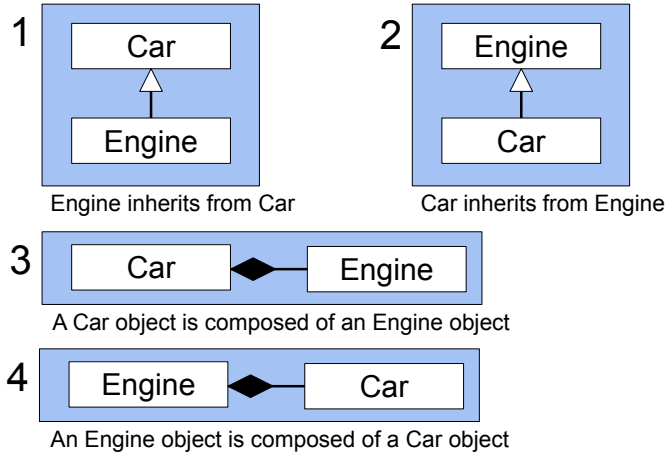 1
Car
Engine
Engine inherits from Car
2
Engine
Car
Car inherits from Engine
3
Car
Engine
A Car object is composed of an Engine object
4
Engine
Car
An Engine object is composed of a Car object